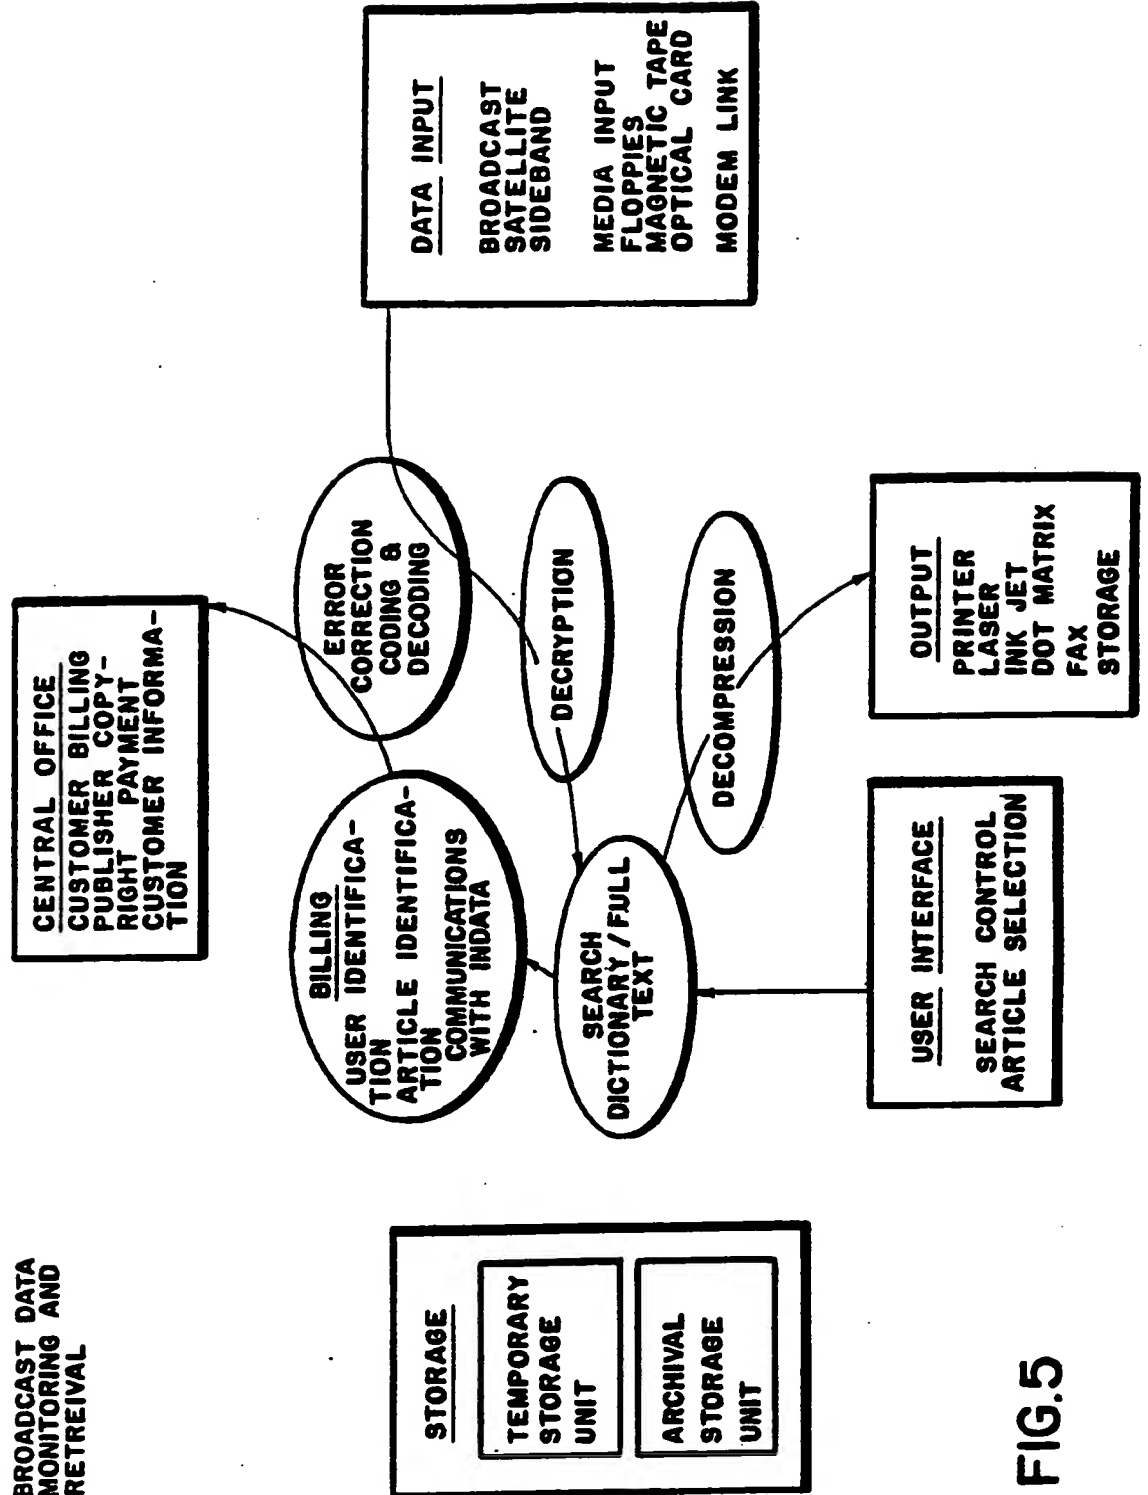 BROADCAST DATA
MONITORING AND
RETREIVAL
CENTRAL OFFICE
CUSTOMER BILLING
PUBLISHER COPY-
RIGHT PAYMENT
CUSTOMER INFORMA-
TION
BILLING
USER IDENTIFICA-
TION
ARTICLE IDENTIFICA-
TION
COMMUNICATIONS
WITH INDATA
ERROR
CORRECTION
CODING &
DECODING
DATA INPUT
BROADCAST
SATELLITE
SIDEBAND
MEDIA INPUT
FLOPPIES
MAGNETIC TAPE
OPTICAL CARD
MODEM LINK
STORAGE
TEMPORARY
STORAGE
UNIT
ARCHIVAL
STORAGE
UNIT
SEARCH
DICTIONARY/FULL
TEXT
DECRYPTION
DECOMPRESSION
USER INTERFACE
SEARCH CONTROL
ARTICLE SELECTION
OUTPUT
PRINTER
LASER
INK JET
DOT MATRIX
FAX
STORAGE
FIG.5